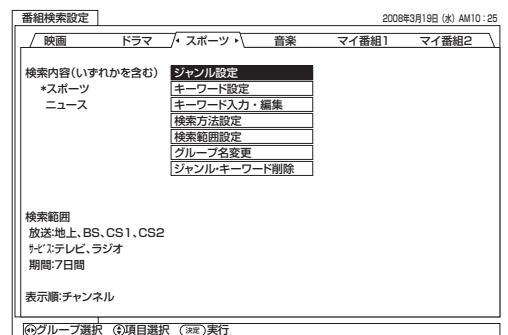 番組検索設定
2008年3月19日 (水) AM10:25
映画 ドラマ スポーツ 音楽 マイ番組1 マイ番組2
検索内容(いずれかを含む)
*スポーツ
ニュース
ジャンル設定
キーワード設定
キーワード入力・編集
検索方法設定
検索範囲設定
グループ名変更
ジャンル・キーワード削除
検索範囲
放送:地上、BS、CS1、CS2
ｻｰﾋﾞｽ:テレビ、ラジオ
期間:7日間
表示順:チャンネル
グループ選択 項目選択 決定 実行